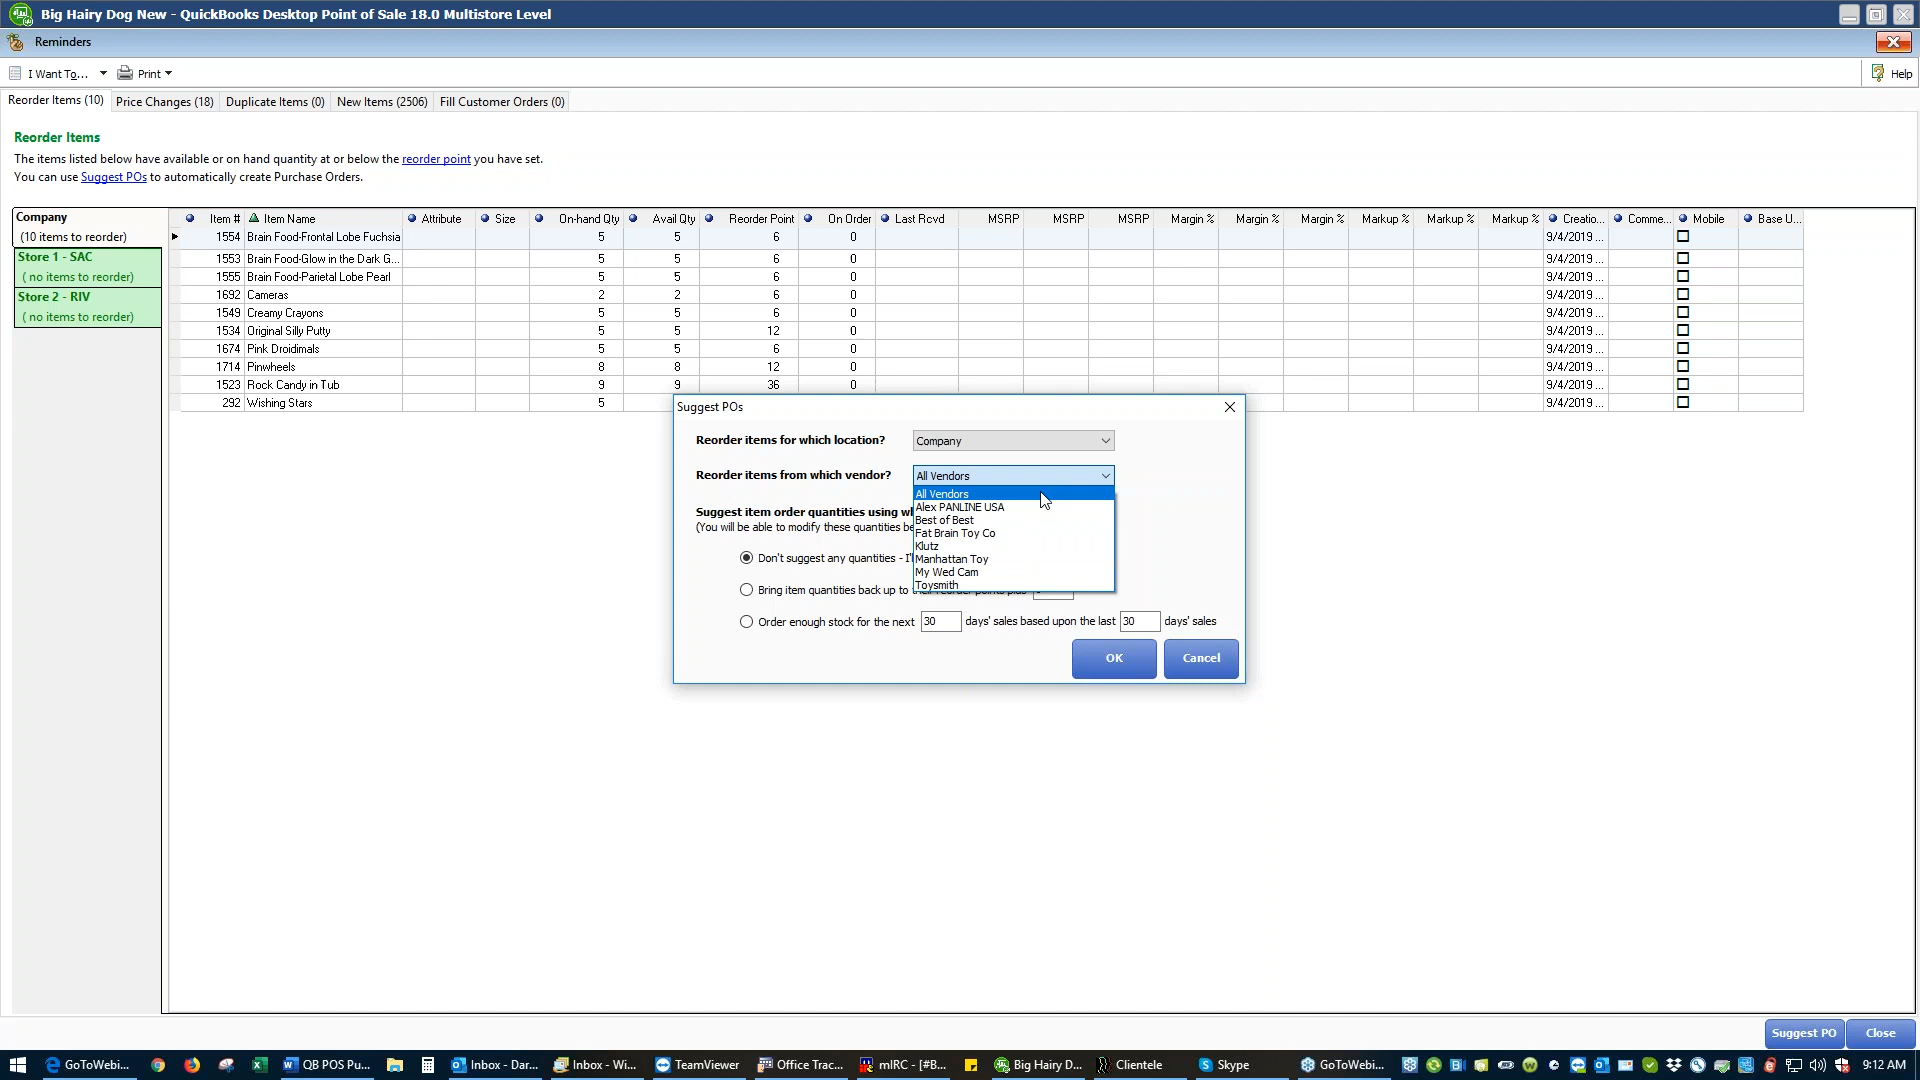 Big Hairy Dog New - QuickBooks Desktop Point of Sale 18.0 Multistore Level
Reminders
I Want To... Print Help
Reorder Items (10) Price Changes (18) Duplicate Items (0) New Items (2506) Fill Customer Orders (0)
Reorder Items
The items listed below have available or on hand quantity at or below the reorder point you have set.
You can use Suggest POs to automatically create Purchase Orders.
Company
(10 items to reorder)
Store 1 - SAC
( no items to reorder)
Store 2 - RIV
( no items to reorder)
Item # Item Name Attribute Size On-hand Qty Avail Qty Reorder Point On Order Last Rcvd MSRP MSRP MSRP Margin % Margin % Margin % Markup % Markup % Markup % Creatio... Comme... Mobile Base U...
1554 Brain Food-Frontal Lobe Fuchsia 5 5 6 0 9/4/2019 ...
1553 Brain Food-Glow in the Dark G... 5 5 6 0 9/4/2019 ...
1555 Brain Food-Parietal Lobe Pearl 5 5 6 0 9/4/2019 ...
1692 Cameras 2 2 6 0 9/4/2019 ...
1549 Creamy Crayons 5 5 6 0 9/4/2019 ...
1534 Original Silly Putty 5 5 12 0 9/4/2019 ...
1674 Pink Droidimals 5 5 6 0 9/4/2019 ...
1714 Pinwheels 8 8 12 0 9/4/2019 ...
1523 Rock Candy in Tub 9 9 36 0 9/4/2019 ...
292 Wishing Stars 5 9/4/2019 ...
Suggest POs
Reorder items for which location? Company
Reorder items from which vendor? All Vendors
All Vendors
Alex PANLINE USA
Best of Best
Fat Brain Toy Co
Klutz
Manhattan Toy
My Wed Cam
Toysmith
Suggest item order quantities using
(You will be able to modify these quantities
Don't suggest any quantities -
Bring item quantities back up to their reorder points plus
Order enough stock for the next 30 days' sales based upon the last 30 days' sales
OK Cancel
Suggest PO Close
GoToWebi... QB POS Pu... Inbox - Dar... Inbox - Wi... TeamViewer Office Trac... mIRC - [#B... Big Hairy D... Clientele Skype GoToWebi... 9:12 AM